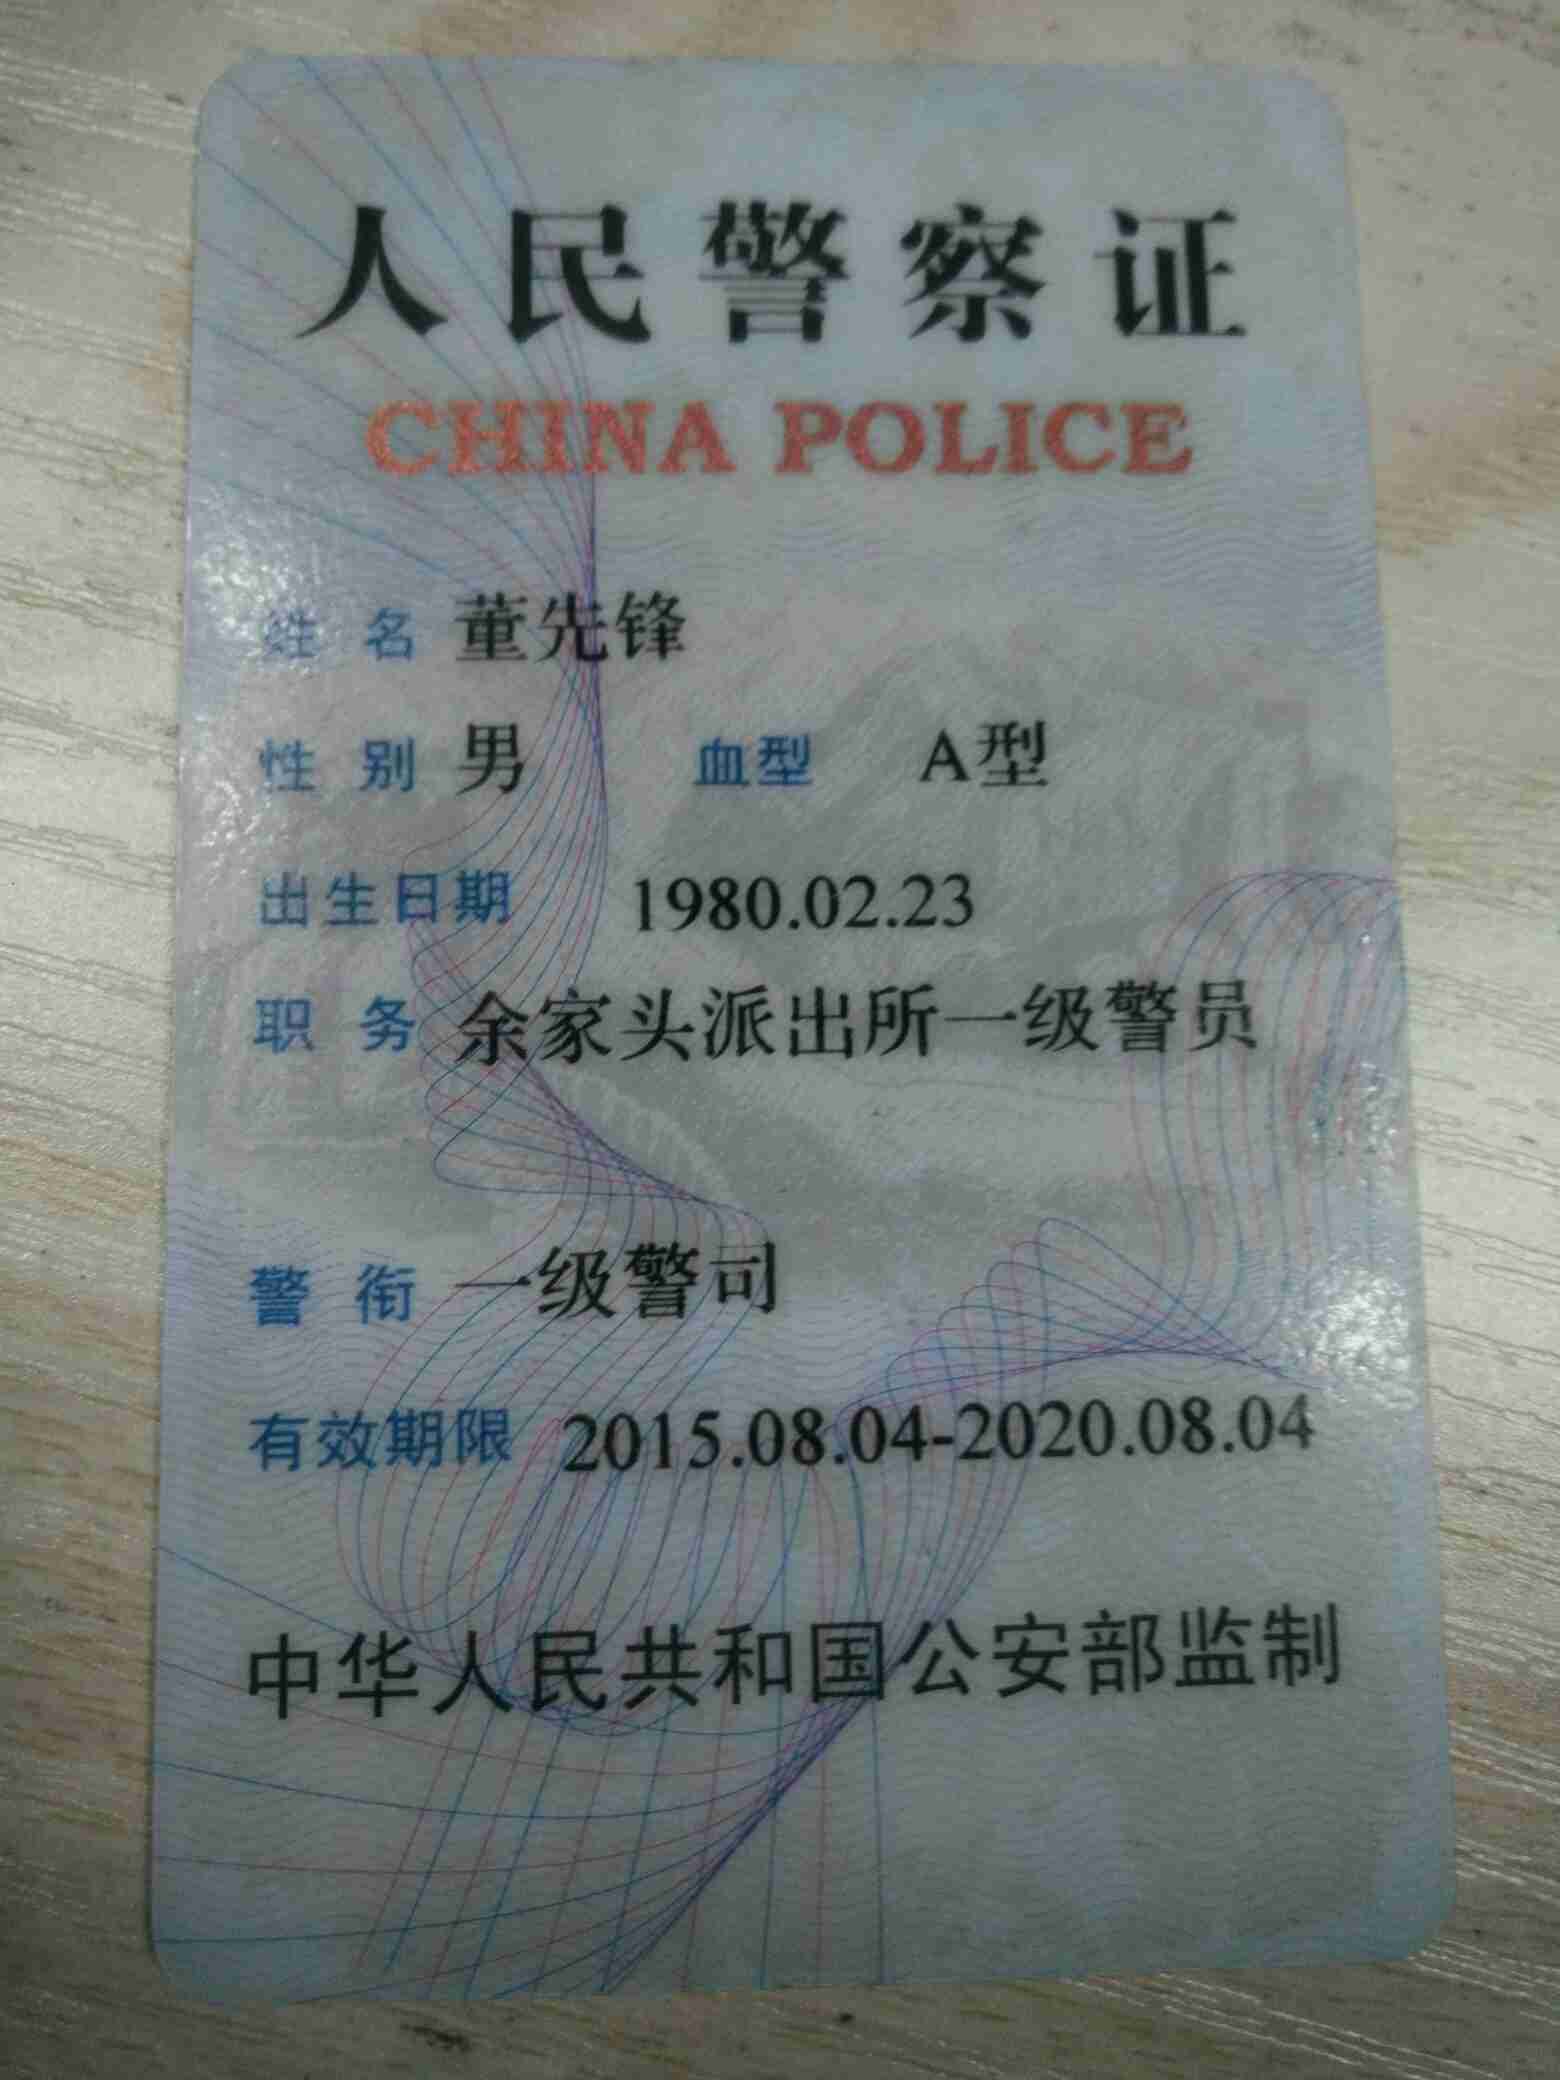 人民警察证
CHINA POLICE
姓 名 董先锋
性 别 男 血型 A型
出生日期 1980.02.23
职 务 余家头派出所一级警员
警 衔 一级警司
有效期限 2015.08.04-2020.08.04
中华人民共和国公安部监制